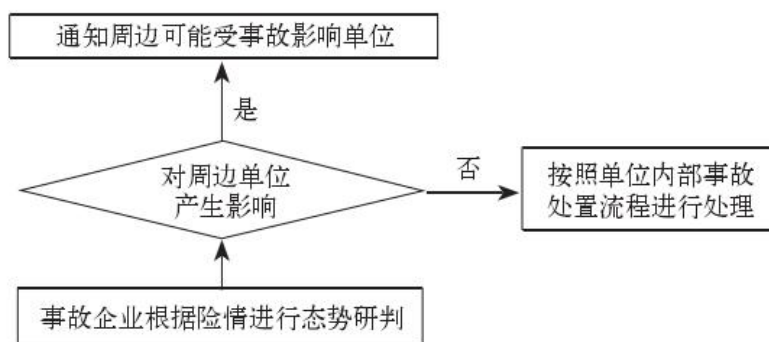 通知周边可能受事故影响单位
是
对周边单位
产生影响
否
按照单位内部事故
处置流程进行处理
事故企业根据险情进行态势研判